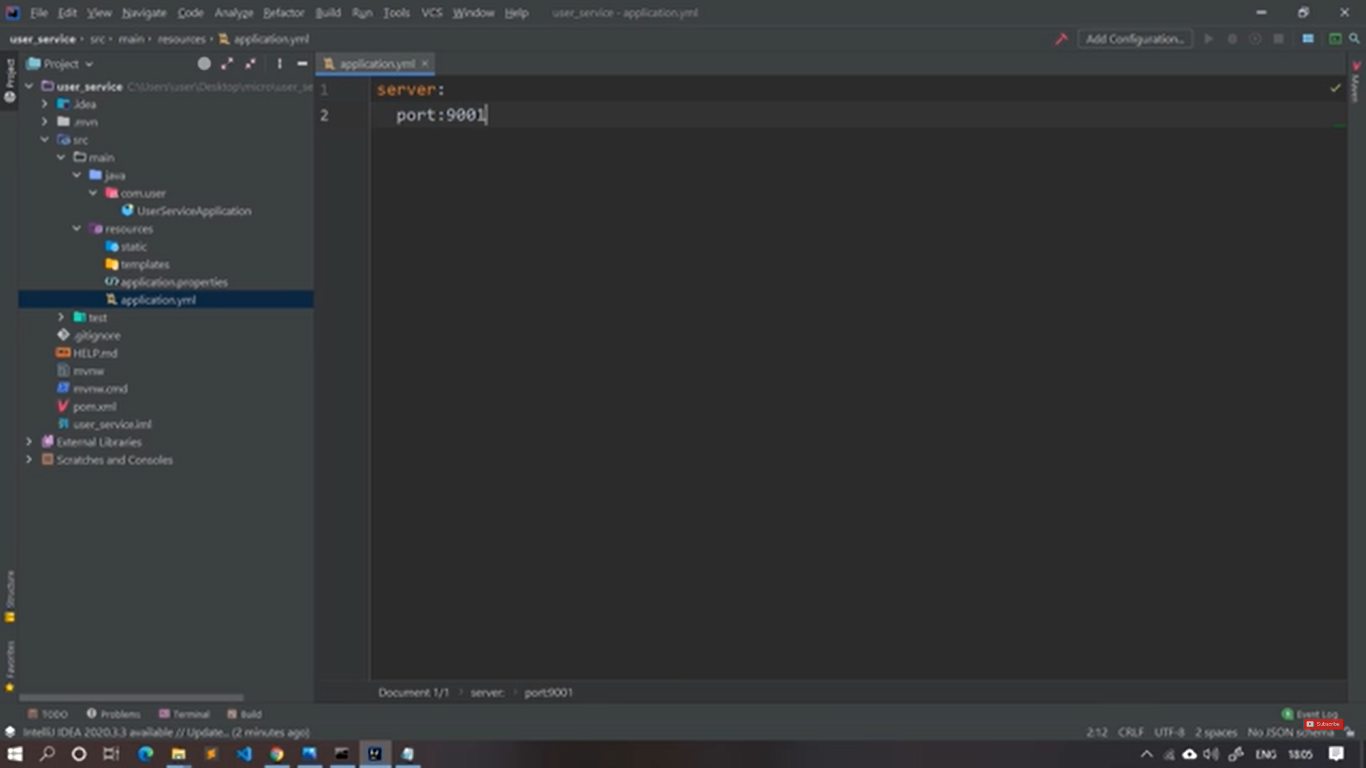 File Edit View Navigate Code Analyze Refactor Build Run Tools VCS Window Help user_service - application.yml
user_service src main resources application.yml Add Configuration...
Project Project application.yml
user_service C:\Users\user\Desktop\micro\user_se
.idea
.mvn
src
main
java
com.user
UserServiceApplication
resources
static
templates
application.properties
application.yml
test
.gitignore
HELP.md
mvnw
mvnw.cmd
pom.xml
user_service.iml
External Libraries
Scratches and Consoles
1 server:
2 port:9001
Maven
Structure
Favorites
Document 1/1 server: port:9001
TODO Problems Terminal Build Event Log
Subscribe
IntelliJ IDEA 2020.3.3 available // Update... (2 minutes ago) 2:12 CRLF UTF-8 2 spaces No JSON schema
ENG 18:05